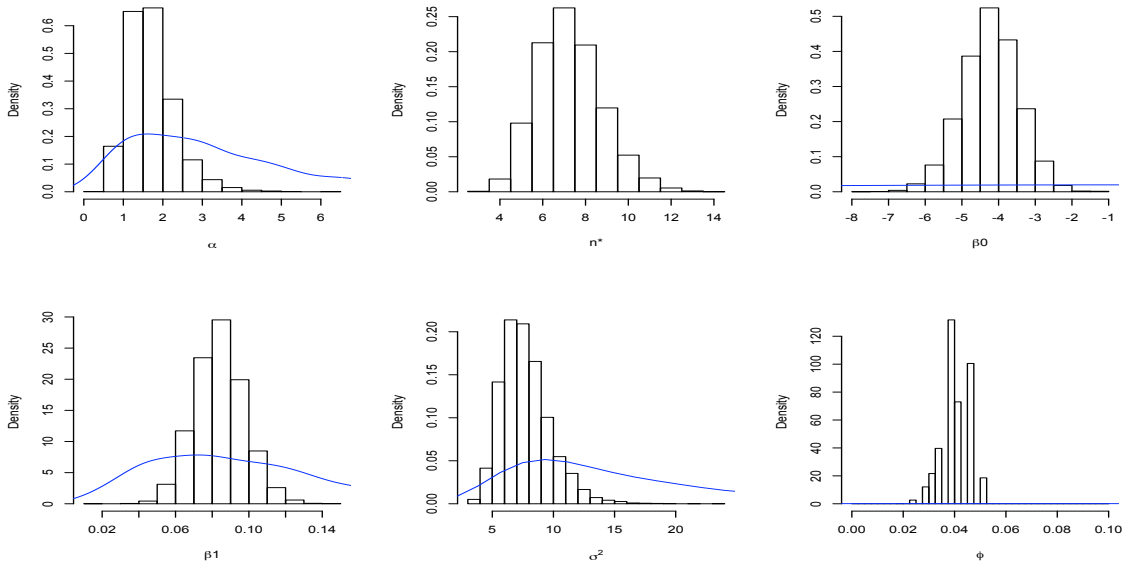 Density
0.0 0.1 0.2 0.3 0.4 0.5 0.6
0 1 2 3 4 5 6
α
Density
0.00 0.05 0.10 0.15 0.20 0.25
4 6 8 10 12 14
n*
Density
0.0 0.1 0.2 0.3 0.4 0.5
-8 -7 -6 -5 -4 -3 -2 -1
β0
Density
0 5 10 15 20 25 30
0.02 0.06 0.10 0.14
β1
Density
0.00 0.05 0.10 0.15 0.20
5 10 15 20
σ²
Density
0 20 40 60 80 100 120
0.00 0.02 0.04 0.06 0.08 0.10
ϕ